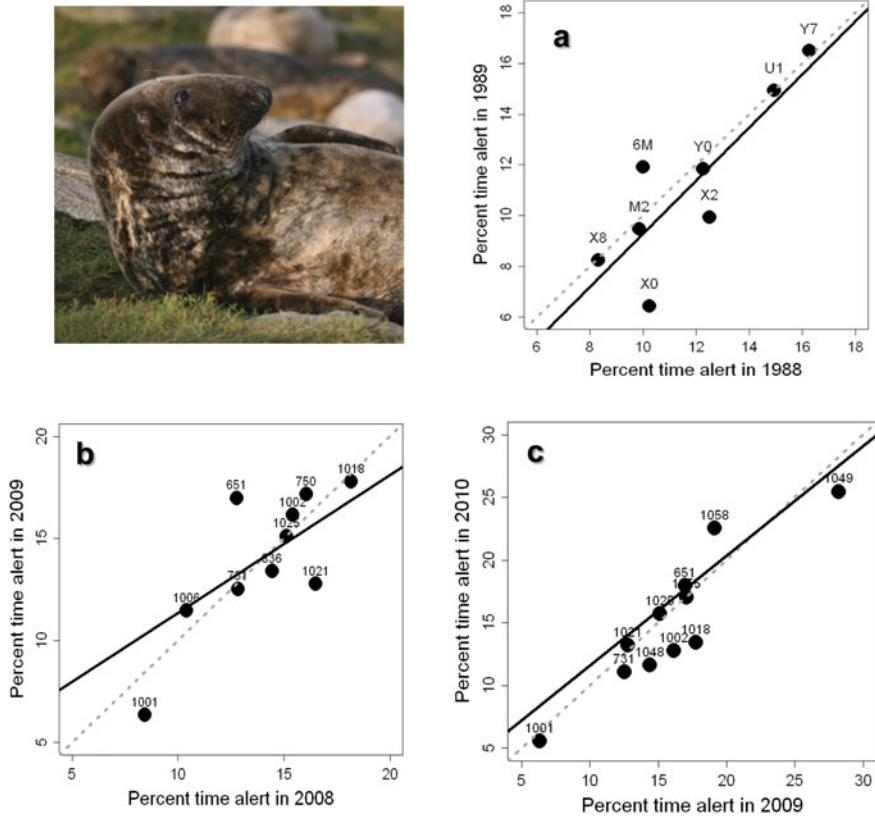 a
Percent time alert in 1989
18
16
14
12
10
8
6
Y7
U1
6M
Y0
X2
M2
X8
X0
6 8 10 12 14 16 18
Percent time alert in 1988
b
Percent time alert in 2009
20
15
10
5
1018
750
651
1002
1025
836
1021
731
1006
1001
5 10 15 20
Percent time alert in 2008
c
Percent time alert in 2010
30
25
20
15
10
5
1049
1058
651
1021
1018
1002
1048
731
1001
5 10 15 20 25 30
Percent time alert in 2009